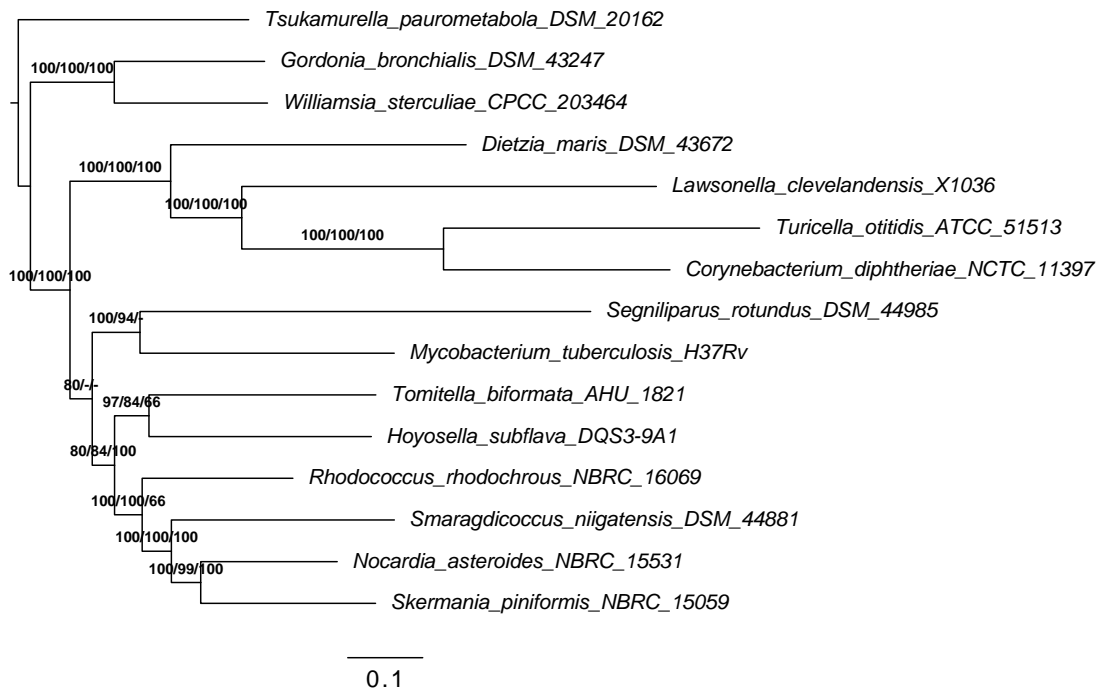 Tsukamurella_paurometabola_DSM_20162
Gordonia_bronchialis_DSM_43247
100/100/100
Williamsia_sterculiae_CPCC_203464
Dietzia_maris_DSM_43672
100/100/100
Lawsonella_clevelandensis_X1036
100/100/100
Turicella_otitidis_ATCC_51513
100/100/100
Corynebacterium_diphtheriae_NCTC_11397
100/100/100
Segniliparus_rotundus_DSM_44985
100/94/-
Mycobacterium_tuberculosis_H37Rv
80/-/-
Tomitella_biformata_AHU_1821
97/84/66
Hoyosella_subflava_DQS3-9A1
80/84/100
Rhodococcus_rhodochrous_NBRC_16069
100/100/66
Smaragdicoccus_niigatensis_DSM_44881
100/100/100
Nocardia_asteroides_NBRC_15531
100/99/100
Skermania_piniformis_NBRC_15059
0.1